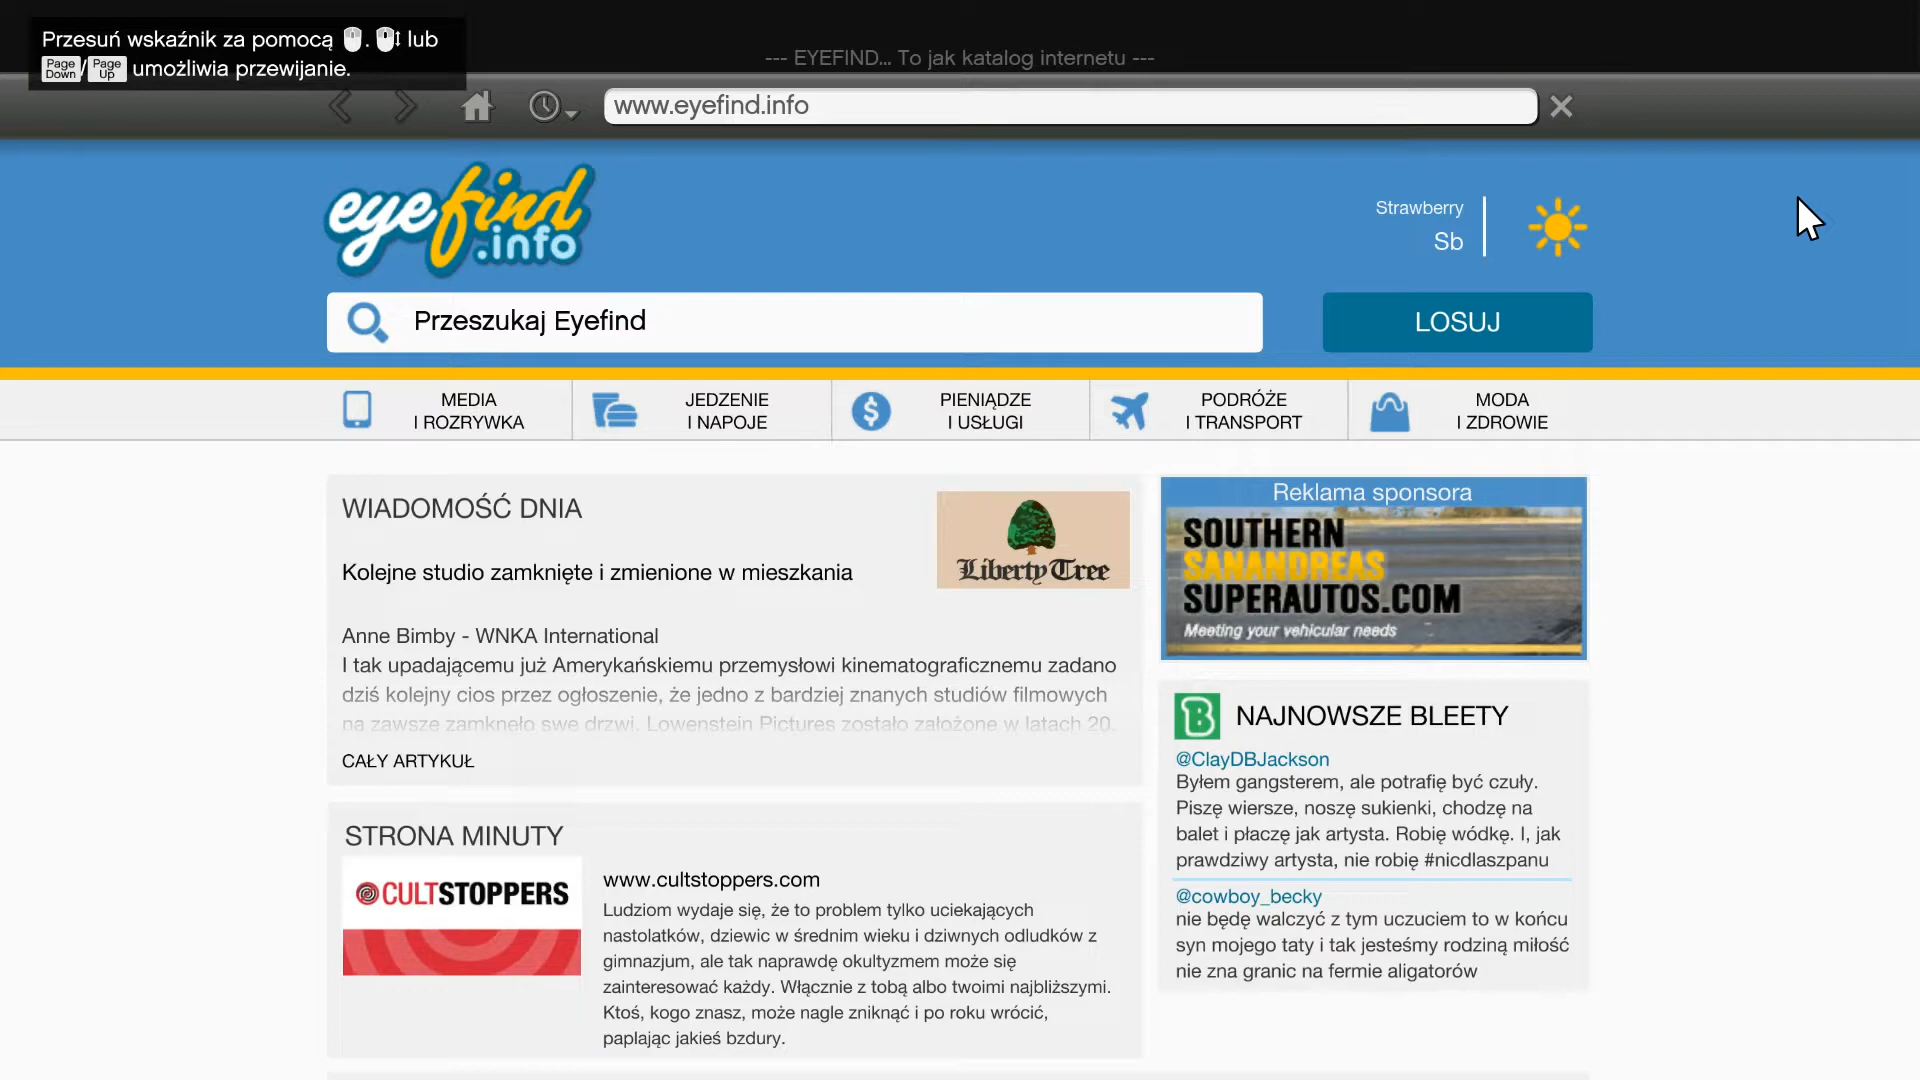 Przesuń wskaźnik za pomocą . lub
Page Down / Page Up umożliwia przewijanie.
--- EYEFIND... To jak katalog internetu ---
www.eyefind.info
eyefind.info
Strawberry
Sb
Przeszukaj Eyefind
LOSUJ
MEDIA
I ROZRYWKA
JEDZENIE
I NAPOJE
PIENIĄDZE
I USŁUGI
PODRÓŻE
I TRANSPORT
MODA
I ZDROWIE
WIADOMOŚĆ DNIA
Liberty Tree
Kolejne studio zamknięte i zmienione w mieszkania
Anne Bimby - WNKA International
I tak upadającemu już Amerykańskiemu przemysłowi kinematograficznemu zadano
dziś kolejny cios przez ogłoszenie, że jedno z bardziej znanych studiów filmowych
na zawsze zamknęło swe drzwi. Lowenstein Pictures zostało założone w latach 20.
CAŁY ARTYKUŁ
STRONA MINUTY
CULTSTOPPERS
www.cultstoppers.com
Ludziom wydaje się, że to problem tylko uciekających
nastolatków, dziewic w średnim wieku i dziwnych odludków z
gimnazjum, ale tak naprawdę okultyzmem może się
zainteresować każdy. Włącznie z tobą albo twoimi najbliższymi.
Ktoś, kogo znasz, może nagle zniknąć i po roku wrócić,
paplając jakieś bzdury.
Reklama sponsora
SOUTHERN
SANANDREAS
SUPERAUTOS.COM
Meeting your vehicular needs
B NAJNOWSZE BLEETY
@ClayDBJackson
Byłem gangsterem, ale potrafię być czuły.
Piszę wiersze, noszę sukienki, chodzę na
balet i płaczę jak artysta. Robię wódkę. I, jak
prawdziwy artysta, nie robię #nicdlaszpanu
@cowboy_becky
nie będę walczyć z tym uczuciem to w końcu
syn mojego taty i tak jesteśmy rodziną miłość
nie zna granic na fermie aligatorów